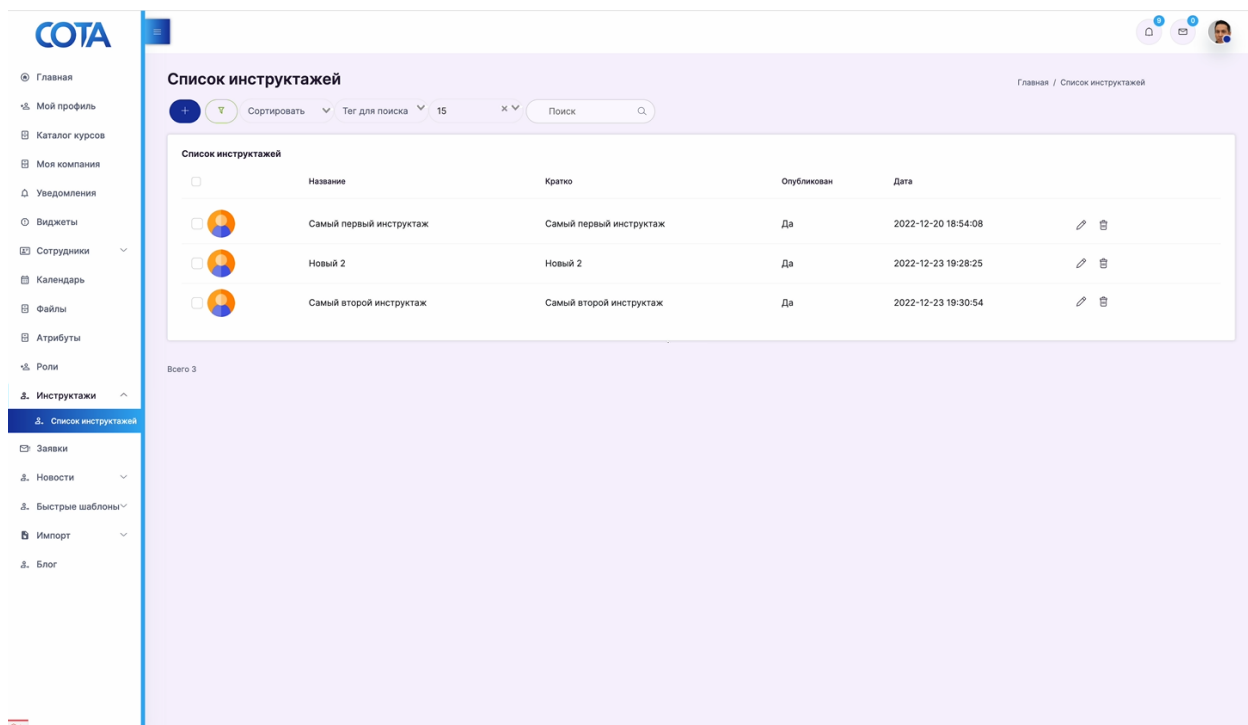 СОТА
9
0
Главная
Мой профиль
Каталог курсов
Моя компания
Уведомления
Виджеты
Сотрудники
Календарь
Файлы
Атрибуты
Роли
Инструктажи
Список инструктажей
Заявки
Новости
Быстрые шаблоны
Импорт
Блог
Список инструктажей
Главная / Список инструктажей
+ Сортировать Тег для поиска 15 × Поиск
Список инструктажей
Название Кратко Опубликован Дата
Самый первый инструктаж Самый первый инструктаж Да 2022-12-20 18:54:08
Новый 2 Новый 2 Да 2022-12-23 19:28:25
Самый второй инструктаж Самый второй инструктаж Да 2022-12-23 19:30:54
Всего 3